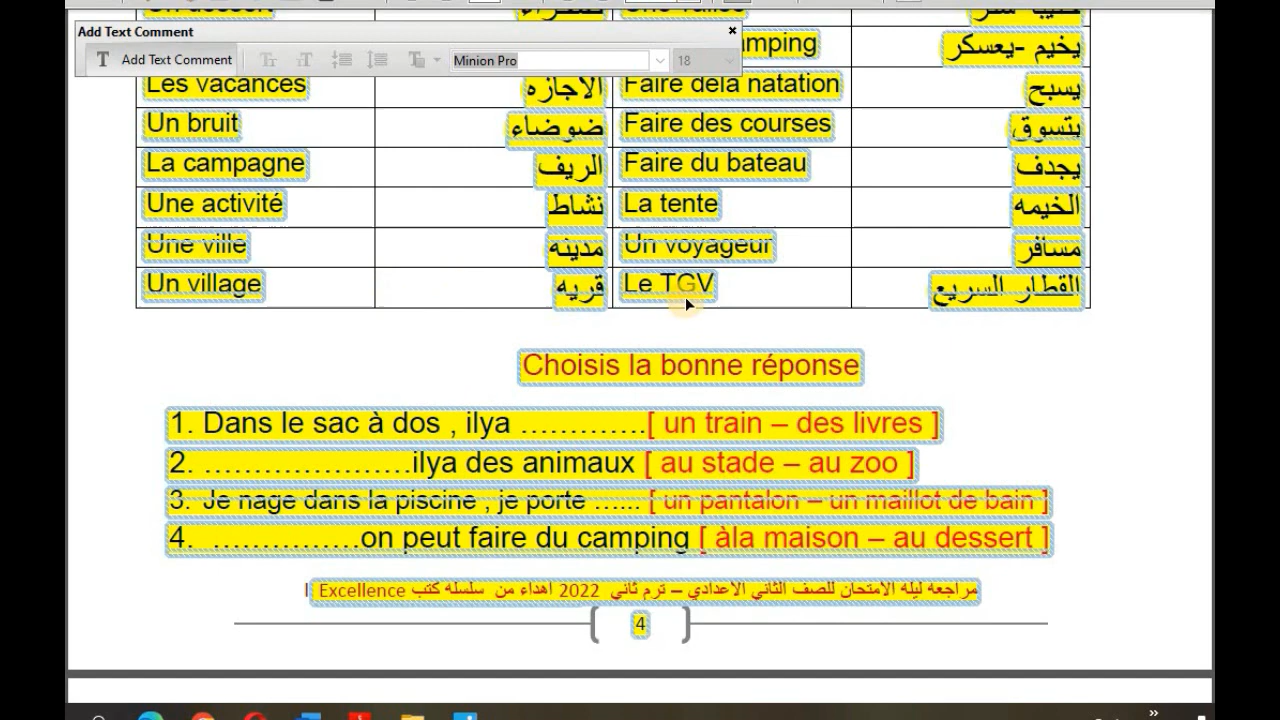 Add Text Comment
Add Text Comment Minion Pro 18
يخيم -يعسكر
Les vacances الاجازه Faire dela natation يسبح
Un bruit ضوضاء Faire des courses يتسوق
La campagne الريف Faire du bateau يجدف
Une activité نشاط La tente الخيمه
Une ville مدينه Un voyageur مسافر
Un village قريه Le TGV القطار السريع
Choisis la bonne réponse
1. Dans le sac à dos , ilya ………….[ un train – des livres ]
2. …………………ilya des animaux [ au stade – au zoo ]
3. Je nage dans la piscine , je porte …... [ un pantalon – un maillot de bain ]
4. ……………on peut faire du camping [ àla maison – au dessert ]
مراجعه ليله الامتحان للصف الثاني الاعدادي – ترم ثاني 2022 اهداء من سلسله كتب Excellence l
4